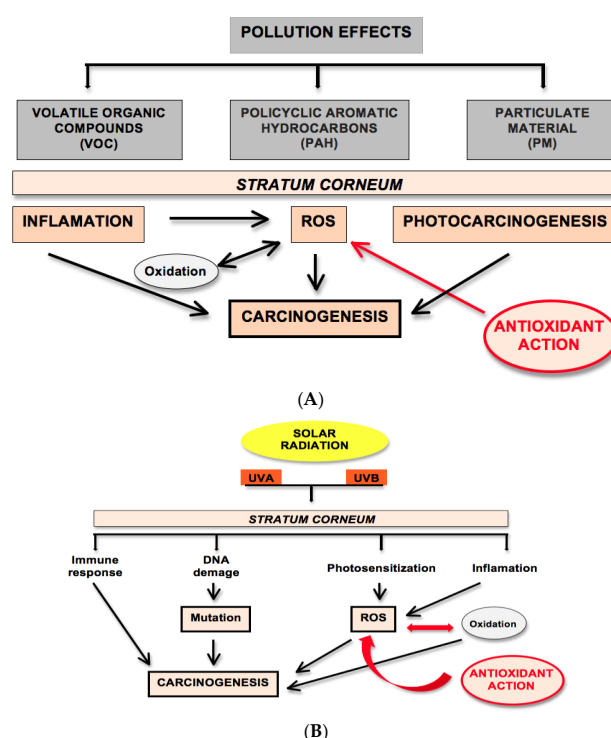 POLLUTION EFFECTS
VOLATILE ORGANIC
COMPOUNDS
(VOC)
POLICYCLIC AROMATIC
HYDROCARBONS
(PAH)
PARTICULATE
MATERIAL
(PM)
STRATUM CORNEUM
INFLAMATION
ROS
PHOTOCARCINOGENESIS
Oxidation
CARCINOGENESIS
ANTIOXIDANT
ACTION
(A)
SOLAR
RADIATION
UVA
UVB
STRATUM CORNEUM
Immune
response
DNA
demage
Photosensitization
Inflamation
Mutation
ROS
Oxidation
CARCINOGENESIS
ANTIOXIDANT
ACTION
(B)